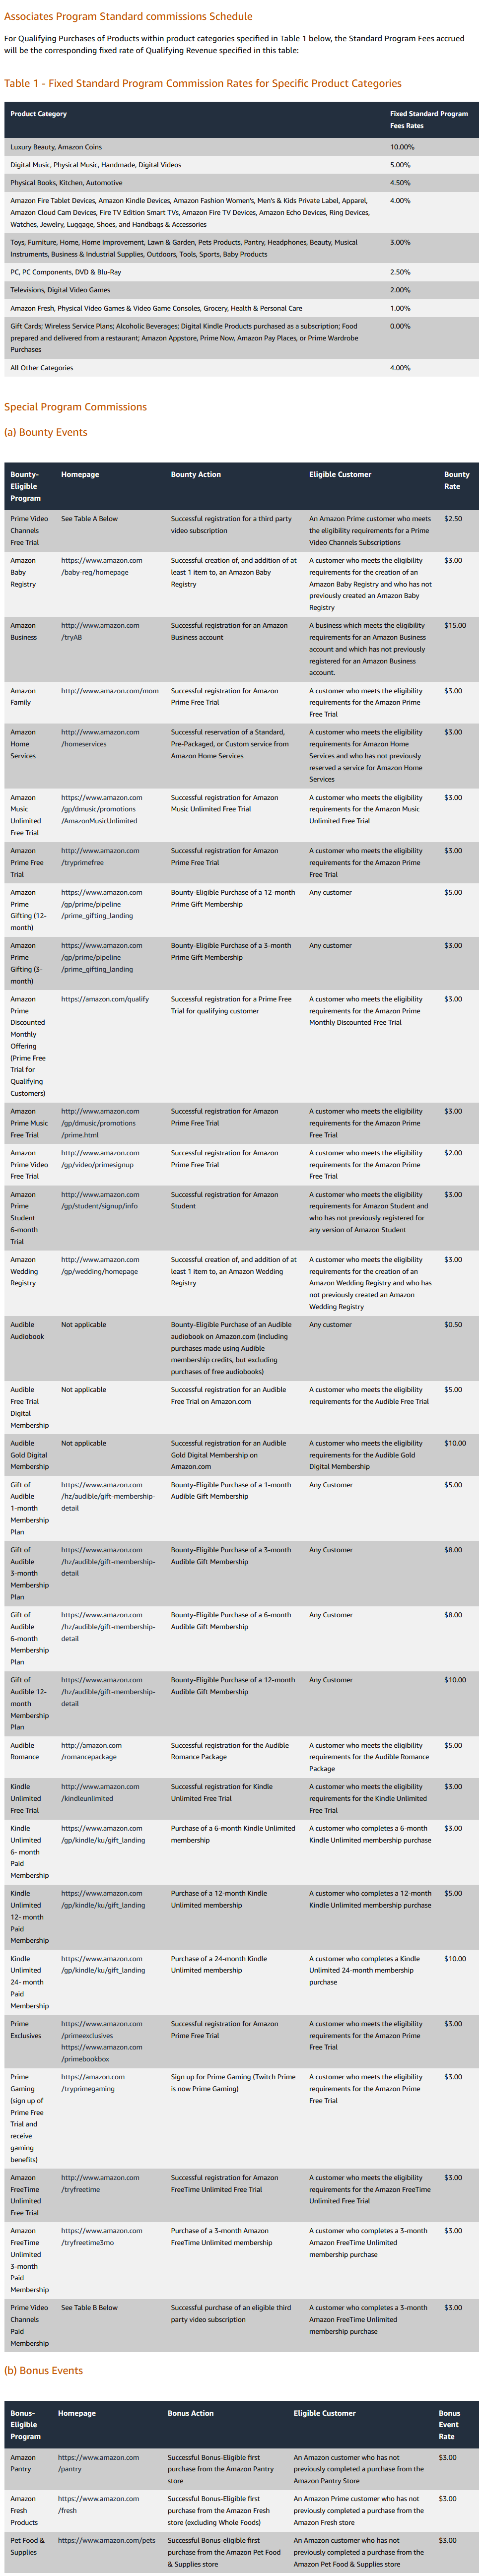 Associates Program Standard commissions Schedule
For Qualifying Purchases of Products within product categories specified in Table 1 below, the Standard Program Fees accrued
will be the corresponding fixed rate of Qualifying Revenue specified in this table:
Table 1 - Fixed Standard Program Commission Rates for Specific Product Categories
Product Category Fixed Standard Program
Fees Rates
Luxury Beauty, Amazon Coins 10.00%
Digital Music, Physical Music, Handmade, Digital Videos 5.00%
Physical Books, Kitchen, Automotive 4.50%
Amazon Fire Tablet Devices, Amazon Kindle Devices, Amazon Fashion Women's, Men's & Kids Private Label, Apparel, 4.00%
Amazon Cloud Cam Devices, Fire TV Edition Smart TVs, Amazon Fire TV Devices, Amazon Echo Devices, Ring Devices,
Watches, Jewelry, Luggage, Shoes, and Handbags & Accessories
Toys, Furniture, Home, Home Improvement, Lawn & Garden, Pets Products, Pantry, Headphones, Beauty, Musical 3.00%
Instruments, Business & Industrial Supplies, Outdoors, Tools, Sports, Baby Products
PC, PC Components, DVD & Blu-Ray 2.50%
Televisions, Digital Video Games 2.00%
Amazon Fresh, Physical Video Games & Video Game Consoles, Grocery, Health & Personal Care 1.00%
Gift Cards; Wireless Service Plans; Alcoholic Beverages; Digital Kindle Products purchased as a subscription; Food 0.00%
prepared and delivered from a restaurant; Amazon Appstore, Prime Now, Amazon Pay Places, or Prime Wardrobe
Purchases
All Other Categories 4.00%
Special Program Commissions
(a) Bounty Events
Bounty- Homepage Bounty Action Eligible Customer Bounty
Eligible Rate
Program
Prime Video See Table A Below Successful registration for a third party An Amazon Prime customer who meets $2.50
Channels video subscription the eligibility requirements for a Prime
Free Trial Video Channels Subscriptions
Amazon https://www.amazon.com Successful creation of, and addition of at A customer who meets the eligibility $3.00
Baby /baby-reg/homepage least 1 item to, an Amazon Baby requirements for the creation of an
Registry Registry Amazon Baby Registry and who has not
previously created an Amazon Baby
Registry
Amazon http://www.amazon.com Successful registration for an Amazon A business which meets the eligibility $15.00
Business /tryAB Business account requirements for an Amazon Business
account and which has not previously
registered for an Amazon Business
account.
Amazon http://www.amazon.com/mom Successful registration for Amazon A customer who meets the eligibility $3.00
Family Prime Free Trial requirements for the Amazon Prime
Free Trial
Amazon http://www.amazon.com Successful reservation of a Standard, A customer who meets the eligibility $3.00
Home /homeservices Pre-Packaged, or Custom service from requirements for Amazon Home
Services Amazon Home Services Services and who has not previously
reserved a service for Amazon Home
Services
Amazon https://www.amazon.com Successful registration for Amazon A customer who meets the eligibility $3.00
Music /gp/dmusic/promotions Music Unlimited Free Trial requirements for the Amazon Music
Unlimited /AmazonMusicUnlimited Unlimited Free Trial
Free Trial
Amazon http://www.amazon.com Successful registration for Amazon A customer who meets the eligibility $3.00
Prime Free /tryprimefree Prime Free Trial requirements for the Amazon Prime
Trial Free Trial
Amazon https://www.amazon.com Bounty-Eligible Purchase of a 12-month Any customer $5.00
Prime /gp/prime/pipeline Prime Gift Membership
Gifting (12- /prime_gifting_landing
month)
Amazon https://www.amazon.com Bounty-Eligible Purchase of a 3-month Any customer $3.00
Prime /gp/prime/pipeline Prime Gift Membership
Gifting (3- /prime_gifting_landing
month)
Amazon https://amazon.com/qualify Successful registration for a Prime Free A customer who meets the eligibility $3.00
Prime Trial for qualifying customer requirements for the Amazon Prime
Discounted Monthly Discounted Free Trial
Monthly
Offering
(Prime Free
Trial for
Qualifying
Customers)
Amazon http://www.amazon.com Successful registration for Amazon A customer who meets the eligibility $3.00
Prime Music /gp/dmusic/promotions Prime Free Trial requirements for the Amazon Prime
Free Trial /prime.html Free Trial
Amazon http://www.amazon.com Successful registration for Amazon A customer who meets the eligibility $2.00
Prime Video /gp/video/primesignup Prime Free Trial requirements for the Amazon Prime
Free Trial Free Trial
Amazon http://www.amazon.com Successful registration for Amazon A customer who meets the eligibility $3.00
Prime /gp/student/signup/info Student requirements for Amazon Student and
Student who has not previously registered for
6-month any version of Amazon Student
Trial
Amazon http://www.amazon.com Successful creation of, and addition of at A customer who meets the eligibility $3.00
Wedding /gp/wedding/homepage least 1 item to, an Amazon Wedding requirements for the creation of an
Registry Registry Amazon Wedding Registry and who has
not previously created an Amazon
Wedding Registry
Audible Not applicable Bounty-Eligible Purchase of an Audible Any customer $0.50
Audiobook audiobook on Amazon.com (including
purchases made using Audible
membership credits, but excluding
purchases of free audiobooks)
Audible Not applicable Successful registration for an Audible A customer who meets the eligibility $5.00
Free Trial Free Trial on Amazon.com requirements for the Audible Free Trial
Digital
Membership
Audible Not applicable Successful registration for an Audible A customer who meets the eligibility $10.00
Gold Digital Gold Digital Membership on requirements for the Audible Gold
Membership Amazon.com Digital Membership
Gift of https://www.amazon.com Bounty-Eligible Purchase of a 1-month Any Customer $5.00
Audible /hz/audible/gift-membership- Audible Gift Membership
1-month detail
Membership
Plan
Gift of https://www.amazon.com Bounty-Eligible Purchase of a 3-month Any Customer $8.00
Audible /hz/audible/gift-membership- Audible Gift Membership
3-month detail
Membership
Plan
Gift of https://www.amazon.com Bounty-Eligible Purchase of a 6-month Any Customer $8.00
Audible /hz/audible/gift-membership- Audible Gift Membership
6-month detail
Membership
Plan
Gift of https://www.amazon.com Bounty-Eligible Purchase of a 12-month Any Customer $10.00
Audible 12- /hz/audible/gift-membership- Audible Gift Membership
month detail
Membership
Plan
Audible http://amazon.com Successful registration for the Audible A customer who meets the eligibility $5.00
Romance /romancepackage Romance Package requirements for the Audible Romance
Package
Kindle http://www.amazon.com Successful registration for Kindle A customer who meets the eligibility $3.00
Unlimited /kindleunlimited Unlimited Free Trial requirements for the Kindle Unlimited
Free Trial Free Trial
Kindle https://www.amazon.com Purchase of a 6-month Kindle Unlimited A customer who completes a 6-month $3.00
Unlimited /gp/kindle/ku/gift_landing membership Kindle Unlimited membership purchase
6- month
Paid
Membership
Kindle https://www.amazon.com Purchase of a 12-month Kindle A customer who completes a 12-month $5.00
Unlimited /gp/kindle/ku/gift_landing Unlimited membership Kindle Unlimited membership purchase
12- month
Paid
Membership
Kindle https://www.amazon.com Purchase of a 24-month Kindle A customer who completes a Kindle $10.00
Unlimited /gp/kindle/ku/gift_landing Unlimited membership Unlimited 24-month membership
24- month purchase
Paid
Membership
Prime https://www.amazon.com Successful registration for Amazon A customer who meets the eligibility $3.00
Exclusives /primeexclusives Prime Free Trial requirements for the Amazon Prime
https://www.amazon.com Free Trial
/primebookbox
Prime https://amazon.com Sign up for Prime Gaming (Twitch Prime A customer who meets the eligibility $3.00
Gaming /tryprimegaming is now Prime Gaming) requirements for the Amazon Prime
(sign up of Free Trial
Prime Free
Trial and
receive
gaming
benefits)
Amazon http://www.amazon.com Successful registration for Amazon A customer who meets the eligibility $3.00
FreeTime /tryfreetime FreeTime Unlimited Free Trial requirements for the Amazon FreeTime
Unlimited Unlimited Free Trial
Free Trial
Amazon https://www.amazon.com Purchase of a 3-month Amazon A customer who completes a 3-month $3.00
FreeTime /tryfreetime3mo FreeTime Unlimited membership Amazon FreeTime Unlimited
Unlimited membership purchase
3-month
Paid
Membership
Prime Video See Table B Below Successful purchase of an eligible third A customer who completes a 3-month $3.00
Channels party video subscription Amazon FreeTime Unlimited
Paid membership purchase
Membership
(b) Bonus Events
Bonus- Homepage Bonus Action Eligible Customer Bonus
Eligible Event
Program Rate
Amazon https://www.amazon.com Successful Bonus-Eligible first An Amazon customer who has not $3.00
Pantry /pantry purchase from the Amazon Pantry previously completed a purchase from the
store Amazon Pantry Store
Amazon https://www.amazon.com Successful Bonus-Eligible first An Amazon Prime customer who has not $3.00
Fresh /fresh purchase from the Amazon Fresh previously completed a purchase from the
Products store (excluding Whole Foods) Amazon Fresh store
Pet Food & https://www.amazon.com/pets Successful Bonus-eligible first An Amazon customer who has not $3.00
Supplies purchase from the Amazon Pet Food previously completed a purchase from the
& Supplies store Amazon Pet Food & Supplies store